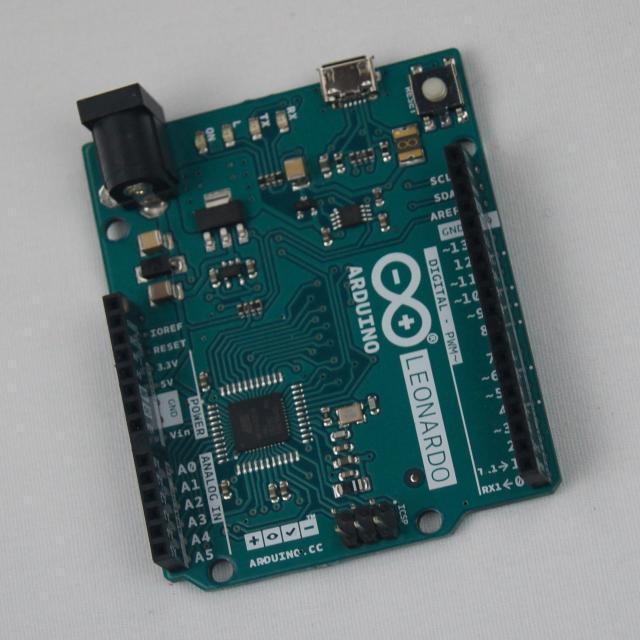 RESET
RX
TX
L
ON
SCL
SDA
AREF
GND
~13
12
~11
~10
~9
8
7
~6
~5
4
~3
2
1
RX1←0
DIGITAL - PWM~
ARDUINO
LEONARDO
IOREF
RESET
3.3V
5V
GND
Vin
POWER
ANALOG IN
A0
A1
A2
A3
A4
A5
ICSP
ARDUINO.CC